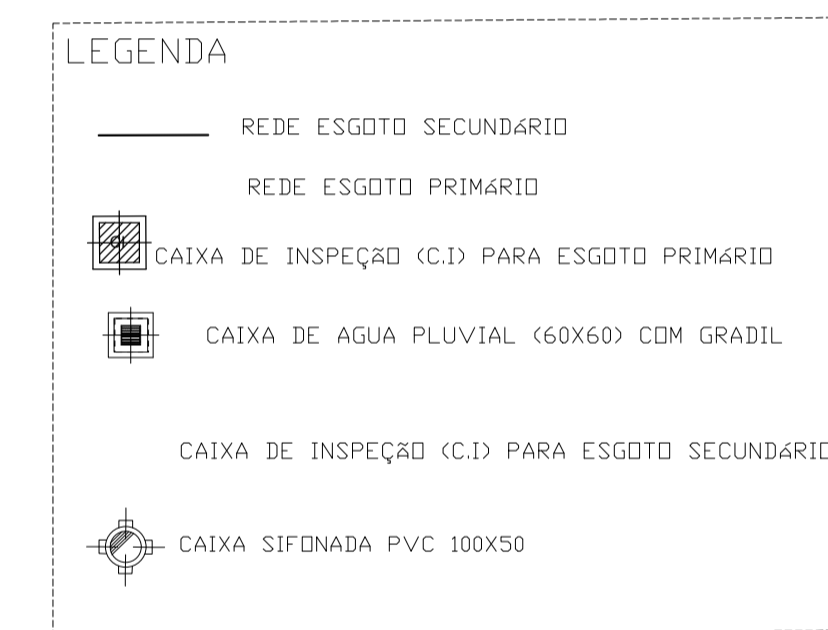 LEGENDA
REDE ESGOTO SECUNDáRIO
REDE ESGOTO PRIMáRIO
CI
CAIXA DE INSPEÇãO (C.I) PARA ESGOTO PRIMáRIO
CAIXA DE AGUA PLUVIAL (60X60) COM GRADIL
CAIXA DE INSPEÇãO (C.I) PARA ESGOTO SECUNDáRIO
CAIXA SIFONADA PVC 100X50